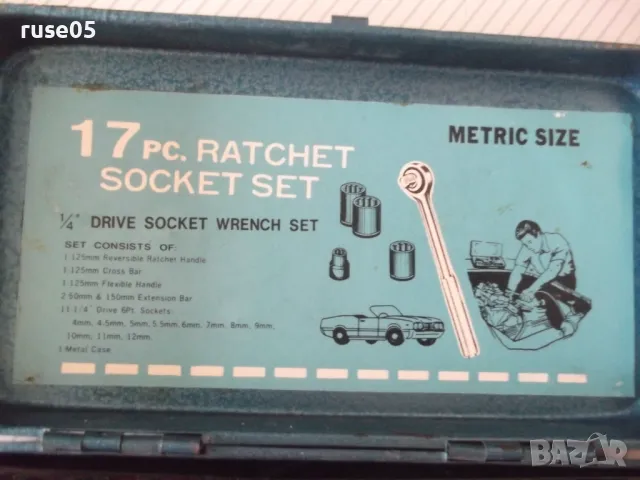 ruse05
17 PC. RATCHET
SOCKET SET
METRIC SIZE
1/4" DRIVE SOCKET WRENCH SET
SET CONSISTS OF:
1 125mm Reversible Ratchet Handle
1 125mm Cross Bar
1 125mm Flexible Handle
2 50mm & 150mm Extension Bar
11 1/4" Drive 6Pt. Sockets:
4mm, 4.5mm, 5mm, 5.5mm, 6mm, 7mm, 8mm, 9mm,
10mm, 11mm, 12mm.
1 Metal Case
BAZAR